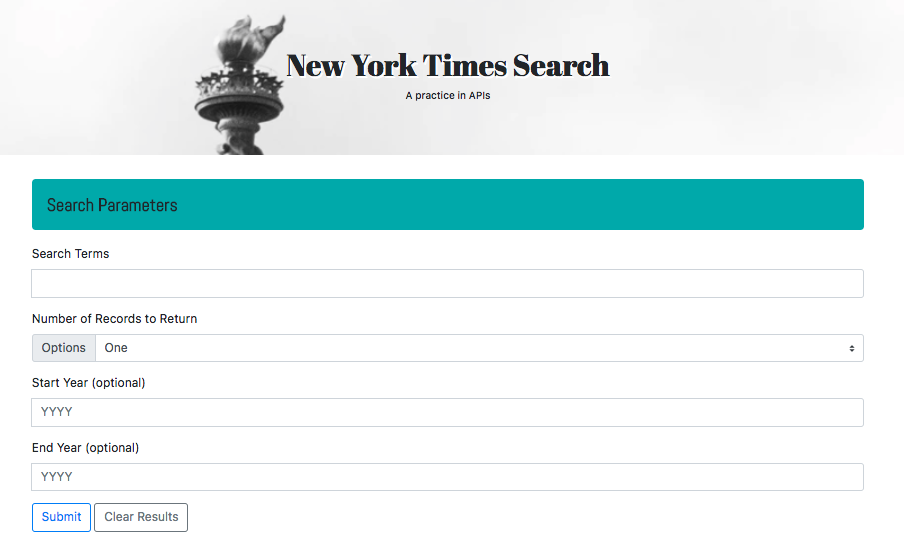 New York Times Search
A practice in APIs
Search Parameters
Search Terms
Number of Records to Return
Options One
Start Year (optional)
YYYY
End Year (optional)
YYYY
Submit Clear Results